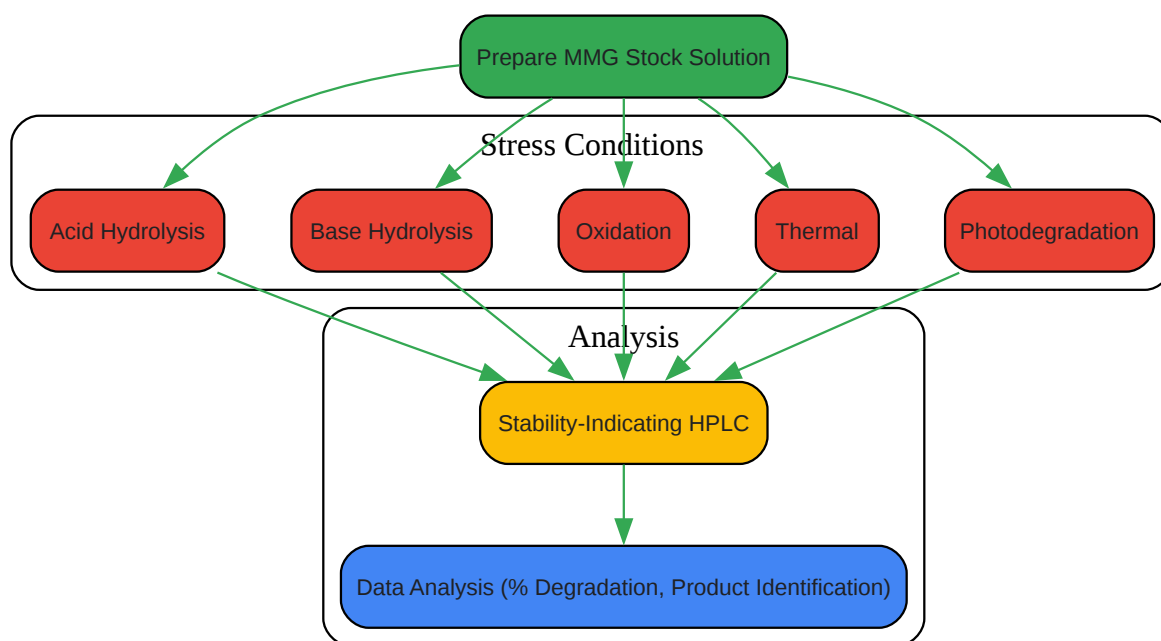 Prepare MMG Stock Solution
Stress Conditions
Acid Hydrolysis
Base Hydrolysis
Oxidation
Thermal
Photodegradation
Analysis
Stability-Indicating HPLC
Data Analysis (% Degradation, Product Identification)